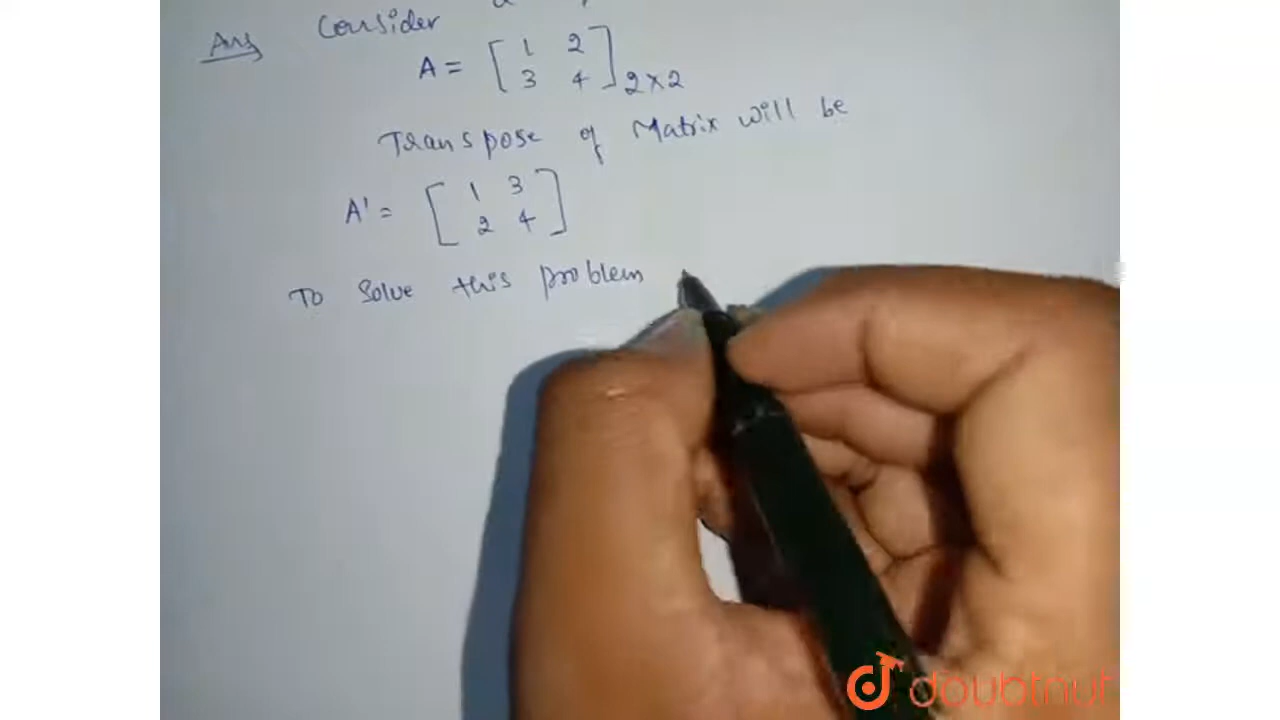 Ans Consider a
A = [ 1 2
3 4 ] 2×2
Transpose of Matrix will be
A' = [ 1 3
2 4 ]
To solve this problem
doubtnut